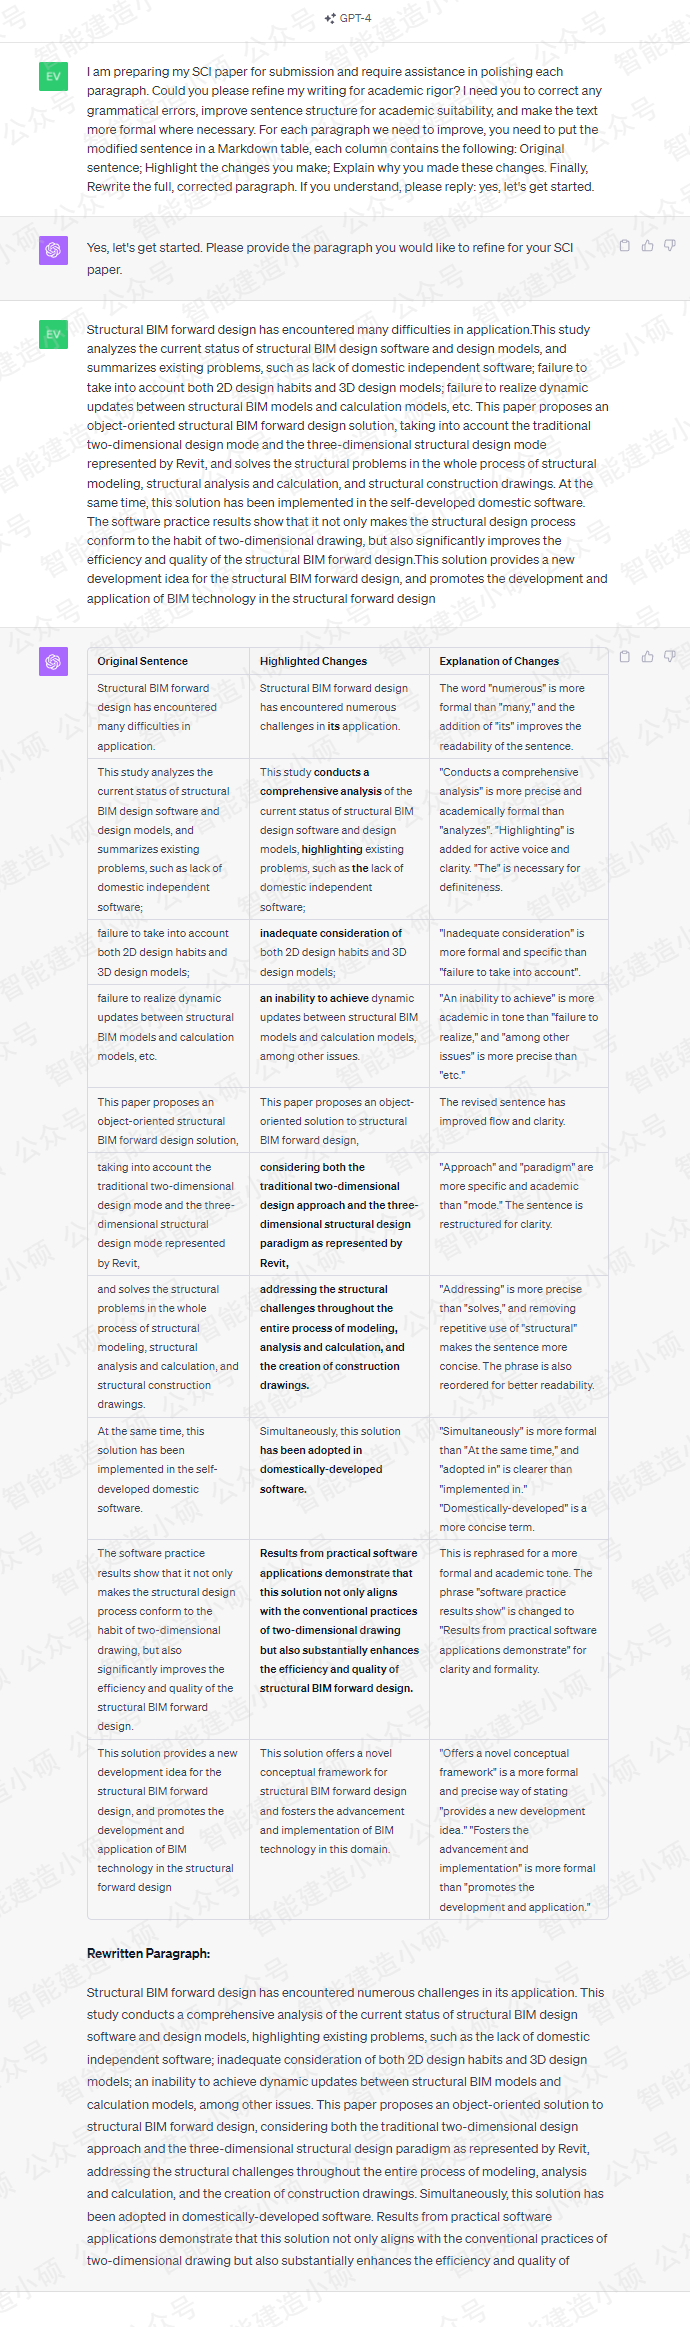 GPT-4
EV
I am preparing my SCI paper for submission and require assistance in polishing each
paragraph. Could you please refine my writing for academic rigor? I need you to correct any
grammatical errors, improve sentence structure for academic suitability, and make the text
more formal where necessary. For each paragraph we need to improve, you need to put the
modified sentence in a Markdown table, each column contains the following: Original
sentence; Highlight the changes you make; Explain why you made these changes. Finally,
Rewrite the full, corrected paragraph. If you understand, please reply: yes, let's get started.
Yes, let's get started. Please provide the paragraph you would like to refine for your SCI
paper.
EV
Structural BIM forward design has encountered many difficulties in application.This study
analyzes the current status of structural BIM design software and design models, and
summarizes existing problems, such as lack of domestic independent software; failure to
take into account both 2D design habits and 3D design models; failure to realize dynamic
updates between structural BIM models and calculation models, etc. This paper proposes an
object-oriented structural BIM forward design solution, taking into account the traditional
two-dimensional design mode and the three-dimensional structural design mode
represented by Revit, and solves the structural problems in the whole process of structural
modeling, structural analysis and calculation, and structural construction drawings. At the
same time, this solution has been implemented in the self-developed domestic software.
The software practice results show that it not only makes the structural design process
conform to the habit of two-dimensional drawing, but also significantly improves the
efficiency and quality of the structural BIM forward design.This solution provides a new
development idea for the structural BIM forward design, and promotes the development and
application of BIM technology in the structural forward design
Original Sentence
Highlighted Changes
Explanation of Changes
Structural BIM forward
design has encountered
many difficulties in
application.
Structural BIM forward design
has encountered numerous
challenges in its application.
The word "numerous" is more
formal than "many," and the
addition of "its" improves the
readability of the sentence.
This study analyzes the
current status of structural
BIM design software and
design models, and
summarizes existing
problems, such as lack of
domestic independent
software;
This study conducts a
comprehensive analysis of the
current status of structural BIM
design software and design
models, highlighting existing
problems, such as the lack of
domestic independent
software;
"Conducts a comprehensive
analysis" is more precise and
academically formal than
"analyzes". "Highlighting" is
added for active voice and
clarity. "The" is necessary for
definiteness.
failure to take into account
both 2D design habits and
3D design models;
inadequate consideration of
both 2D design habits and 3D
design models;
"Inadequate consideration" is
more formal and specific than
"failure to take into account".
failure to realize dynamic
updates between structural
BIM models and calculation
models, etc.
an inability to achieve dynamic
updates between structural BIM
models and calculation models,
among other issues.
"An inability to achieve" is more
academic in tone than "failure to
realize," and "among other
issues" is more precise than
"etc."
This paper proposes an
object-oriented structural
BIM forward design solution,
This paper proposes an object-
oriented solution to structural
BIM forward design,
The revised sentence has
improved flow and clarity.
taking into account the
traditional two-dimensional
design mode and the three-
dimensional structural
design mode represented
by Revit,
considering both the
traditional two-dimensional
design approach and the three-
dimensional structural design
paradigm as represented by
Revit,
"Approach" and "paradigm" are
more specific and academic
than "mode." The sentence is
restructured for clarity.
and solves the structural
problems in the whole
process of structural
modeling, structural
analysis and calculation, and
structural construction
drawings.
addressing the structural
challenges throughout the
entire process of modeling,
analysis and calculation, and
the creation of construction
drawings.
"Addressing" is more precise
than "solves," and removing
repetitive use of "structural"
makes the sentence more
concise. The phrase is also
reordered for better readability.
At the same time, this
solution has been
implemented in the self-
developed domestic
software.
Simultaneously, this solution
has been adopted in
domestically-developed
software.
"Simultaneously" is more formal
than "At the same time," and
"adopted in" is clearer than
"implemented in."
"Domestically-developed" is a
more concise term.
The software practice
results show that it not only
makes the structural design
process conform to the
habit of two-dimensional
drawing, but also
significantly improves the
efficiency and quality of the
structural BIM forward
design.
Results from practical software
applications demonstrate that
this solution not only aligns
with the conventional practices
of two-dimensional drawing
but also substantially enhances
the efficiency and quality of
structural BIM forward design.
This is rephrased for a more
formal and academic tone. The
phrase "software practice
results show" is changed to
"Results from practical software
applications demonstrate" for
clarity and formality.
This solution provides a new
development idea for the
structural BIM forward
design, and promotes the
development and
application of BIM
technology in the structural
forward design
This solution offers a novel
conceptual framework for
structural BIM forward design
and fosters the advancement
and implementation of BIM
technology in this domain.
"Offers a novel conceptual
framework" is a more formal
and precise way of stating
"provides a new development
idea." "Fosters the
advancement and
implementation" is more formal
than "promotes the
development and application."
Rewritten Paragraph:
Structural BIM forward design has encountered numerous challenges in its application. This
study conducts a comprehensive analysis of the current status of structural BIM design
software and design models, highlighting existing problems, such as the lack of domestic
independent software; inadequate consideration of both 2D design habits and 3D design
models; an inability to achieve dynamic updates between structural BIM models and
calculation models, among other issues. This paper proposes an object-oriented solution to
structural BIM forward design, considering both the traditional two-dimensional design
approach and the three-dimensional structural design paradigm as represented by Revit,
addressing the structural challenges throughout the entire process of modeling, analysis
and calculation, and the creation of construction drawings. Simultaneously, this solution has
been adopted in domestically-developed software. Results from practical software
applications demonstrate that this solution not only aligns with the conventional practices of
two-dimensional drawing but also substantially enhances the efficiency and quality of
公众号 智能建造小硕